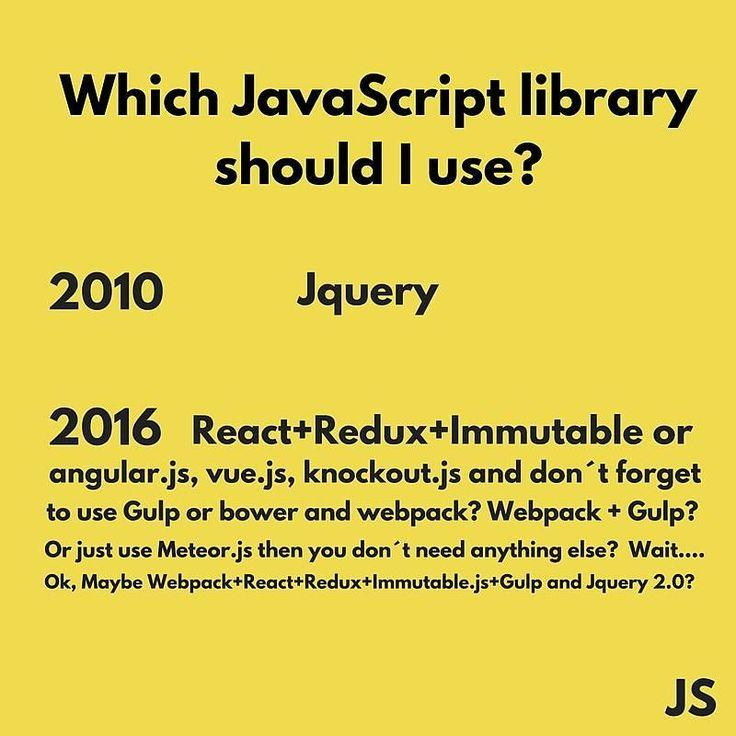 Which JavaScript library
should I use?
2010 Jquery
2016 React+Redux+Immutable or
angular.js, vue.js, knockout.js and don´t forget
to use Gulp or bower and webpack? Webpack + Gulp?
Or just use Meteor.js then you don´t need anything else? Wait....
Ok, Maybe Webpack+React+Redux+Immutable.js+Gulp and Jquery 2.0?
JS